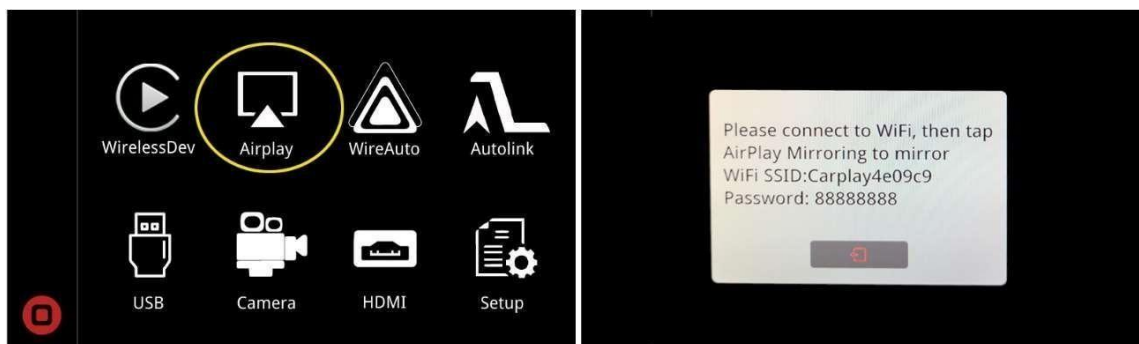 WirelessDev
Airplay
WireAuto
Autolink
USB
Camera
HDMI
Setup
Please connect to WiFi, then tap
AirPlay Mirroring to mirror
WiFi SSID:Carplay4e09c9
Password: 88888888